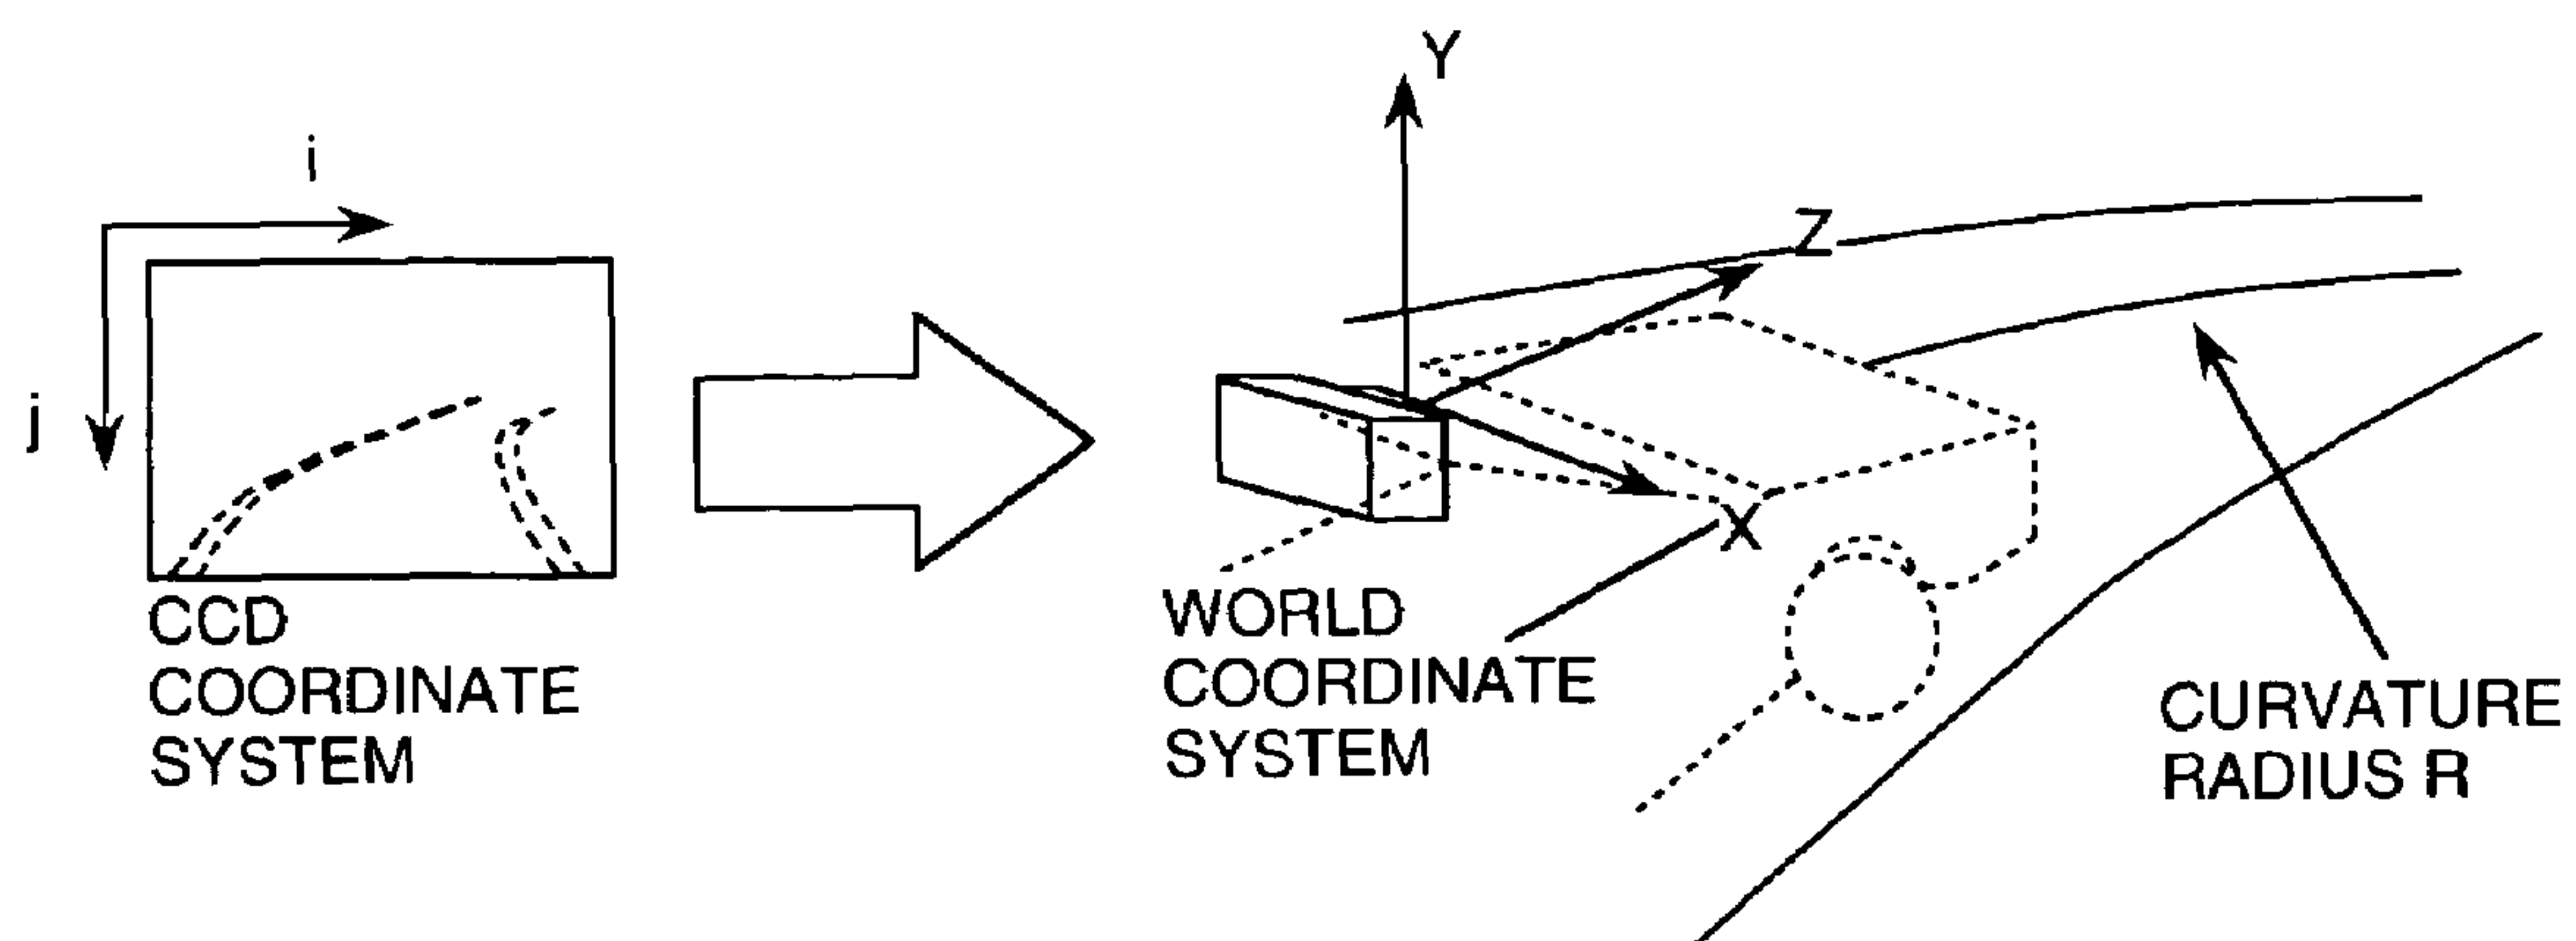 i
j
CCD
COORDINATE
SYSTEM
Y
Z
X
WORLD
COORDINATE
SYSTEM
CURVATURE
RADIUS R